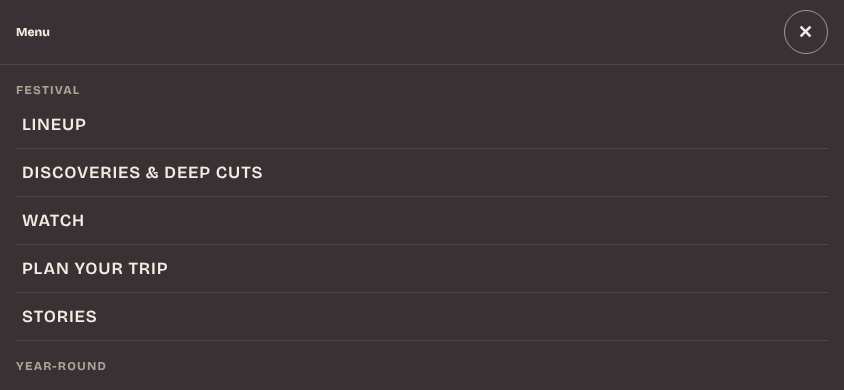 Menu
FESTIVAL
LINEUP
DISCOVERIES & DEEP CUTS
WATCH
PLAN YOUR TRIP
STORIES
YEAR-ROUND